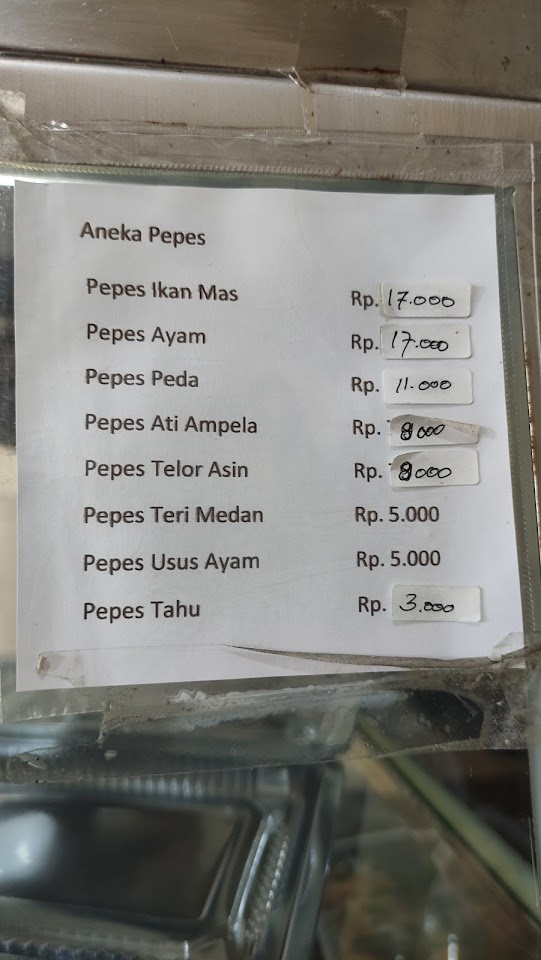 Aneka Pepes
Pepes Ikan Mas Rp. 17.000
Pepes Ayam Rp. 17.000
Pepes Peda Rp. 11.000
Pepes Ati Ampela Rp. 8000
Pepes Telor Asin Rp. 8000
Pepes Teri Medan Rp. 5.000
Pepes Usus Ayam Rp. 5.000
Pepes Tahu Rp. 3.000